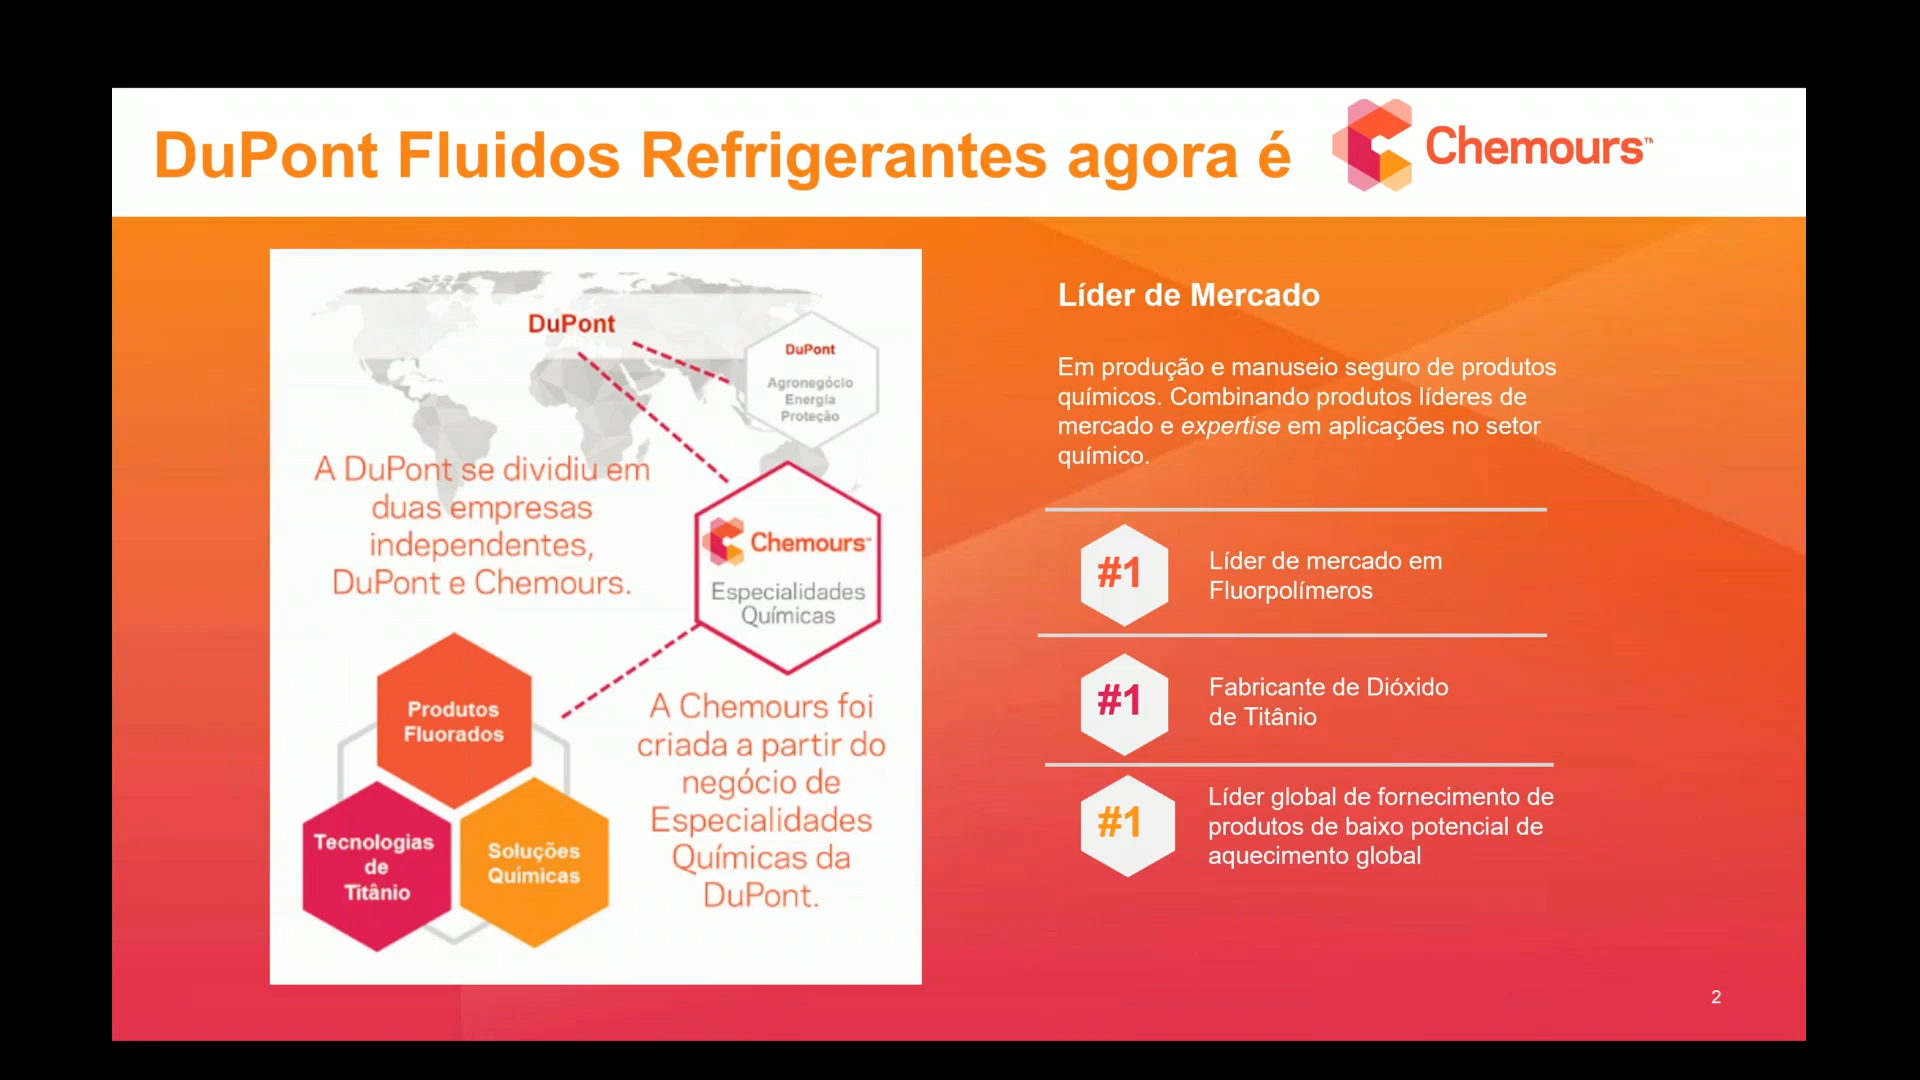 DuPont Fluidos Refrigerantes agora é
Chemours™
DuPont
DuPont
Agronegócio
Energia
Proteção
A DuPont se dividiu em
duas empresas
independentes,
DuPont e Chemours.
Chemours™
Especialidades
Químicas
Produtos
Fluorados
Tecnologias
de
Titânio
Soluções
Químicas
A Chemours foi
criada a partir do
negócio de
Especialidades
Químicas da
DuPont.
Líder de Mercado
Em produção e manuseio seguro de produtos
químicos. Combinando produtos líderes de
mercado e expertise em aplicações no setor
químico.
#1
Líder de mercado em
Fluorpolímeros
#1
Fabricante de Dióxido
de Titânio
#1
Líder global de fornecimento de
produtos de baixo potencial de
aquecimento global
2